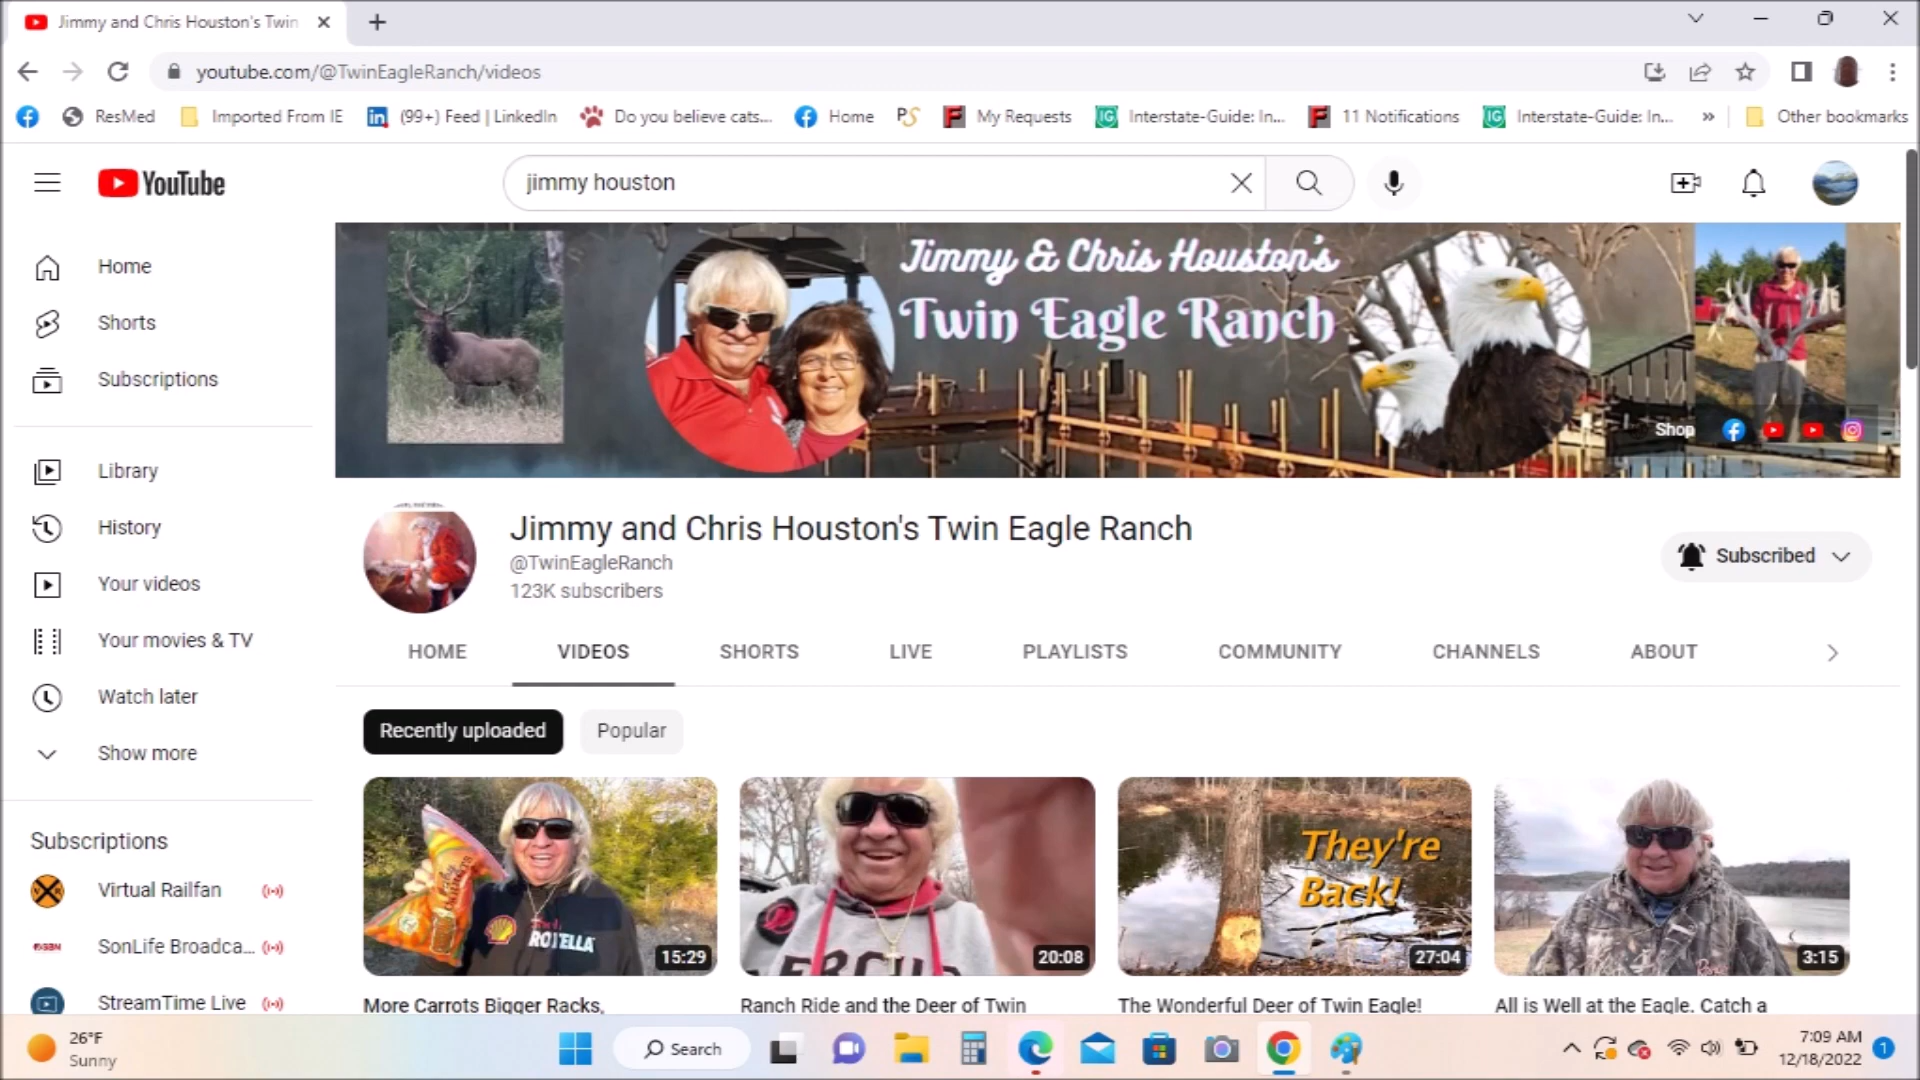 Jimmy and Chris Houston's Twin
youtube.com/@TwinEagleRanch/videos
ResMed
Imported From IE
(99+) Feed | LinkedIn
Do you believe cats...
Home
PS
My Requests
Interstate-Guide: In...
11 Notifications
Interstate-Guide: In...
Other bookmarks
YouTube
jimmy houston
Home
Shorts
Subscriptions
Library
History
Your videos
Your movies & TV
Watch later
Show more
Subscriptions
Virtual Railfan
SonLife Broadca...
StreamTime Live
Jimmy & Chris Houston's
Twin Eagle Ranch
Shop
Jimmy and Chris Houston's Twin Eagle Ranch
@TwinEagleRanch
123K subscribers
Subscribed
HOME
VIDEOS
SHORTS
LIVE
PLAYLISTS
COMMUNITY
CHANNELS
ABOUT
Recently uploaded
Popular
ROTELLA
15:29
20:08
They're
Back!
27:04
3:15
More Carrots Bigger Racks,
Ranch Ride and the Deer of Twin
The Wonderful Deer of Twin Eagle!
All is Well at the Eagle. Catch a
26°F
Sunny
Search
7:09 AM
12/18/2022
1